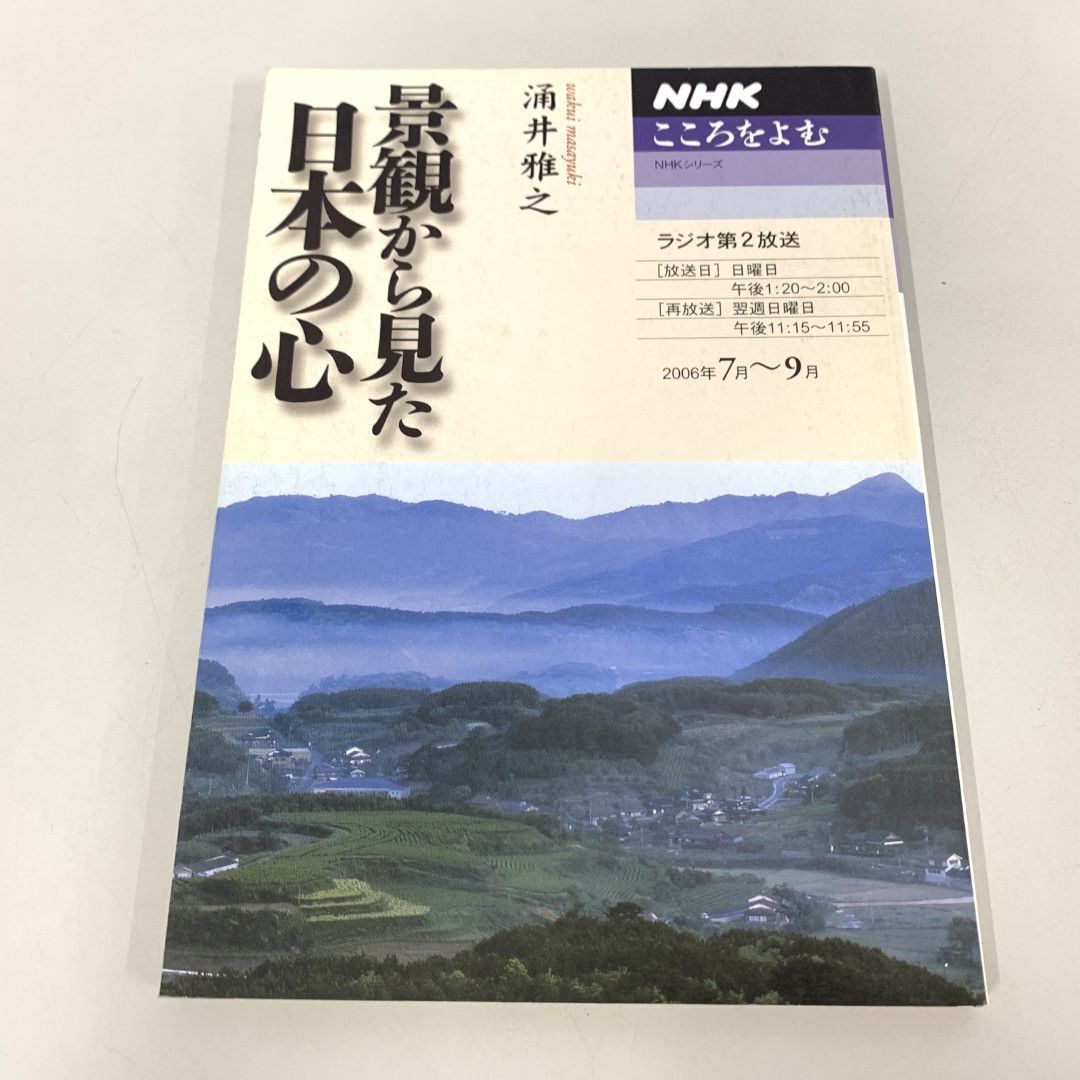 景観から見た
日本の心
涌井雅之
wakui masayuki
NHK
こころをよむ
NHKシリーズ
ラジオ第2放送
［放送日］日曜日
午後1:20〜2:00
［再放送］翌週日曜日
午後11:15〜11:55
2006年7月〜9月